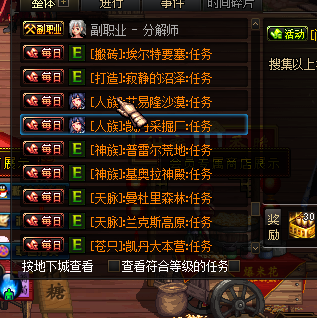 整体 进行 事件 时间碎片
副职业 副职业 - 分解师
每日 E [搬砖]:埃尔特要塞:任务
每日 E [打造]:寂静的沼泽:任务
每日 [人族]:艾易隆沙漠:任务
每日 [人族]:凯丹采掘厂:任务
每日 E [神族]:普雷尔荒地:任务
每日 E [神族]:基奥拉神殿:任务
每日 E [天脉]:曼杜里森林:任务
每日 E [天脉]:兰克斯高原:任务
每日 E [苍只]:凯丹大本营:任务
按地下城查看 查看符合等级的任务
活动
搜集以上
奖励
30
展示
爆米花
糖